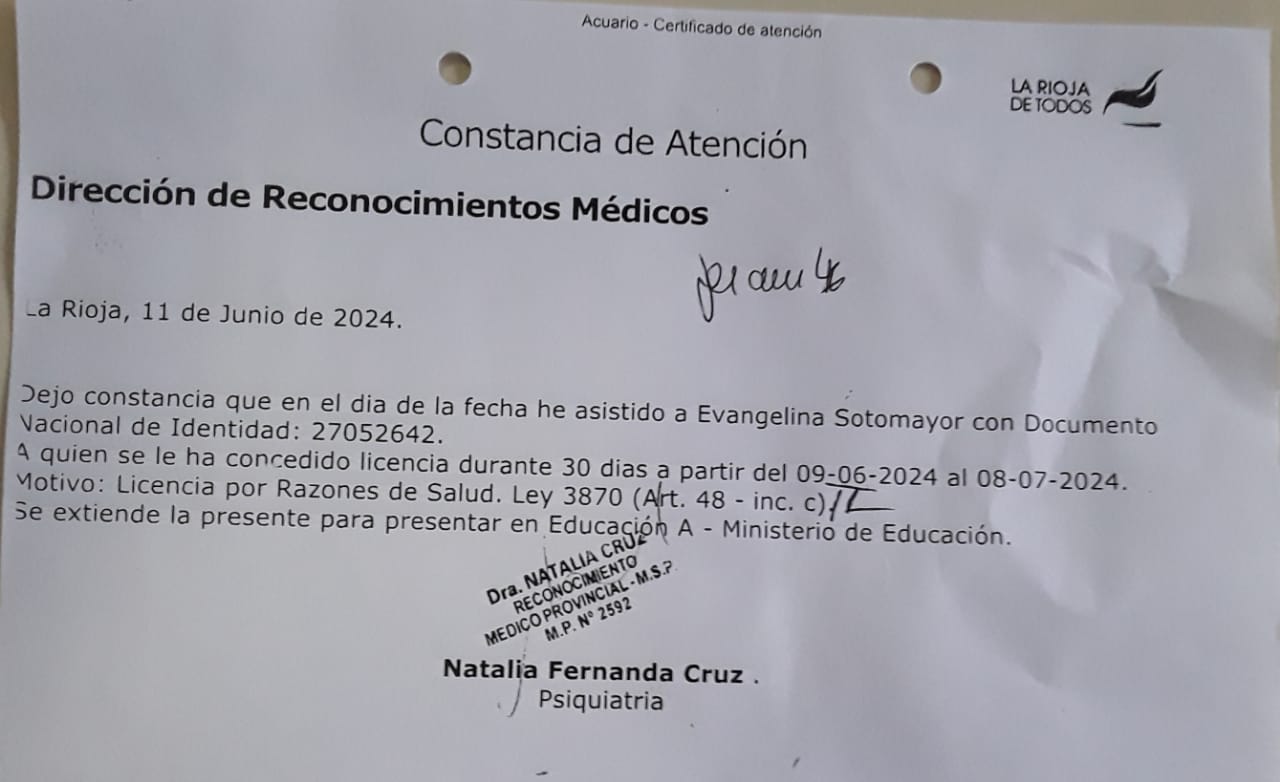 Acuario - Certificado de atención
LA RIOJA
DE TODOS
Constancia de Atención
Dirección de Reconocimientos Médicos
La Rioja, 11 de Junio de 2024.
Dejo constancia que en el dia de la fecha he asistido a Evangelina Sotomayor con Documento
Nacional de Identidad: 27052642.
A quien se le ha concedido licencia durante 30 dias a partir del 09-06-2024 al 08-07-2024.
Motivo: Licencia por Razones de Salud. Ley 3870 (Art. 48 - inc. c)
Se extiende la presente para presentar en Educación A - Ministerio de Educación.
Dra. NATALIA CRUZ
RECONOCIMIENTO
MEDICO PROVINCIAL - M.S.P.
M.P. Nº 2592
Natalia Fernanda Cruz .
Psiquiatria